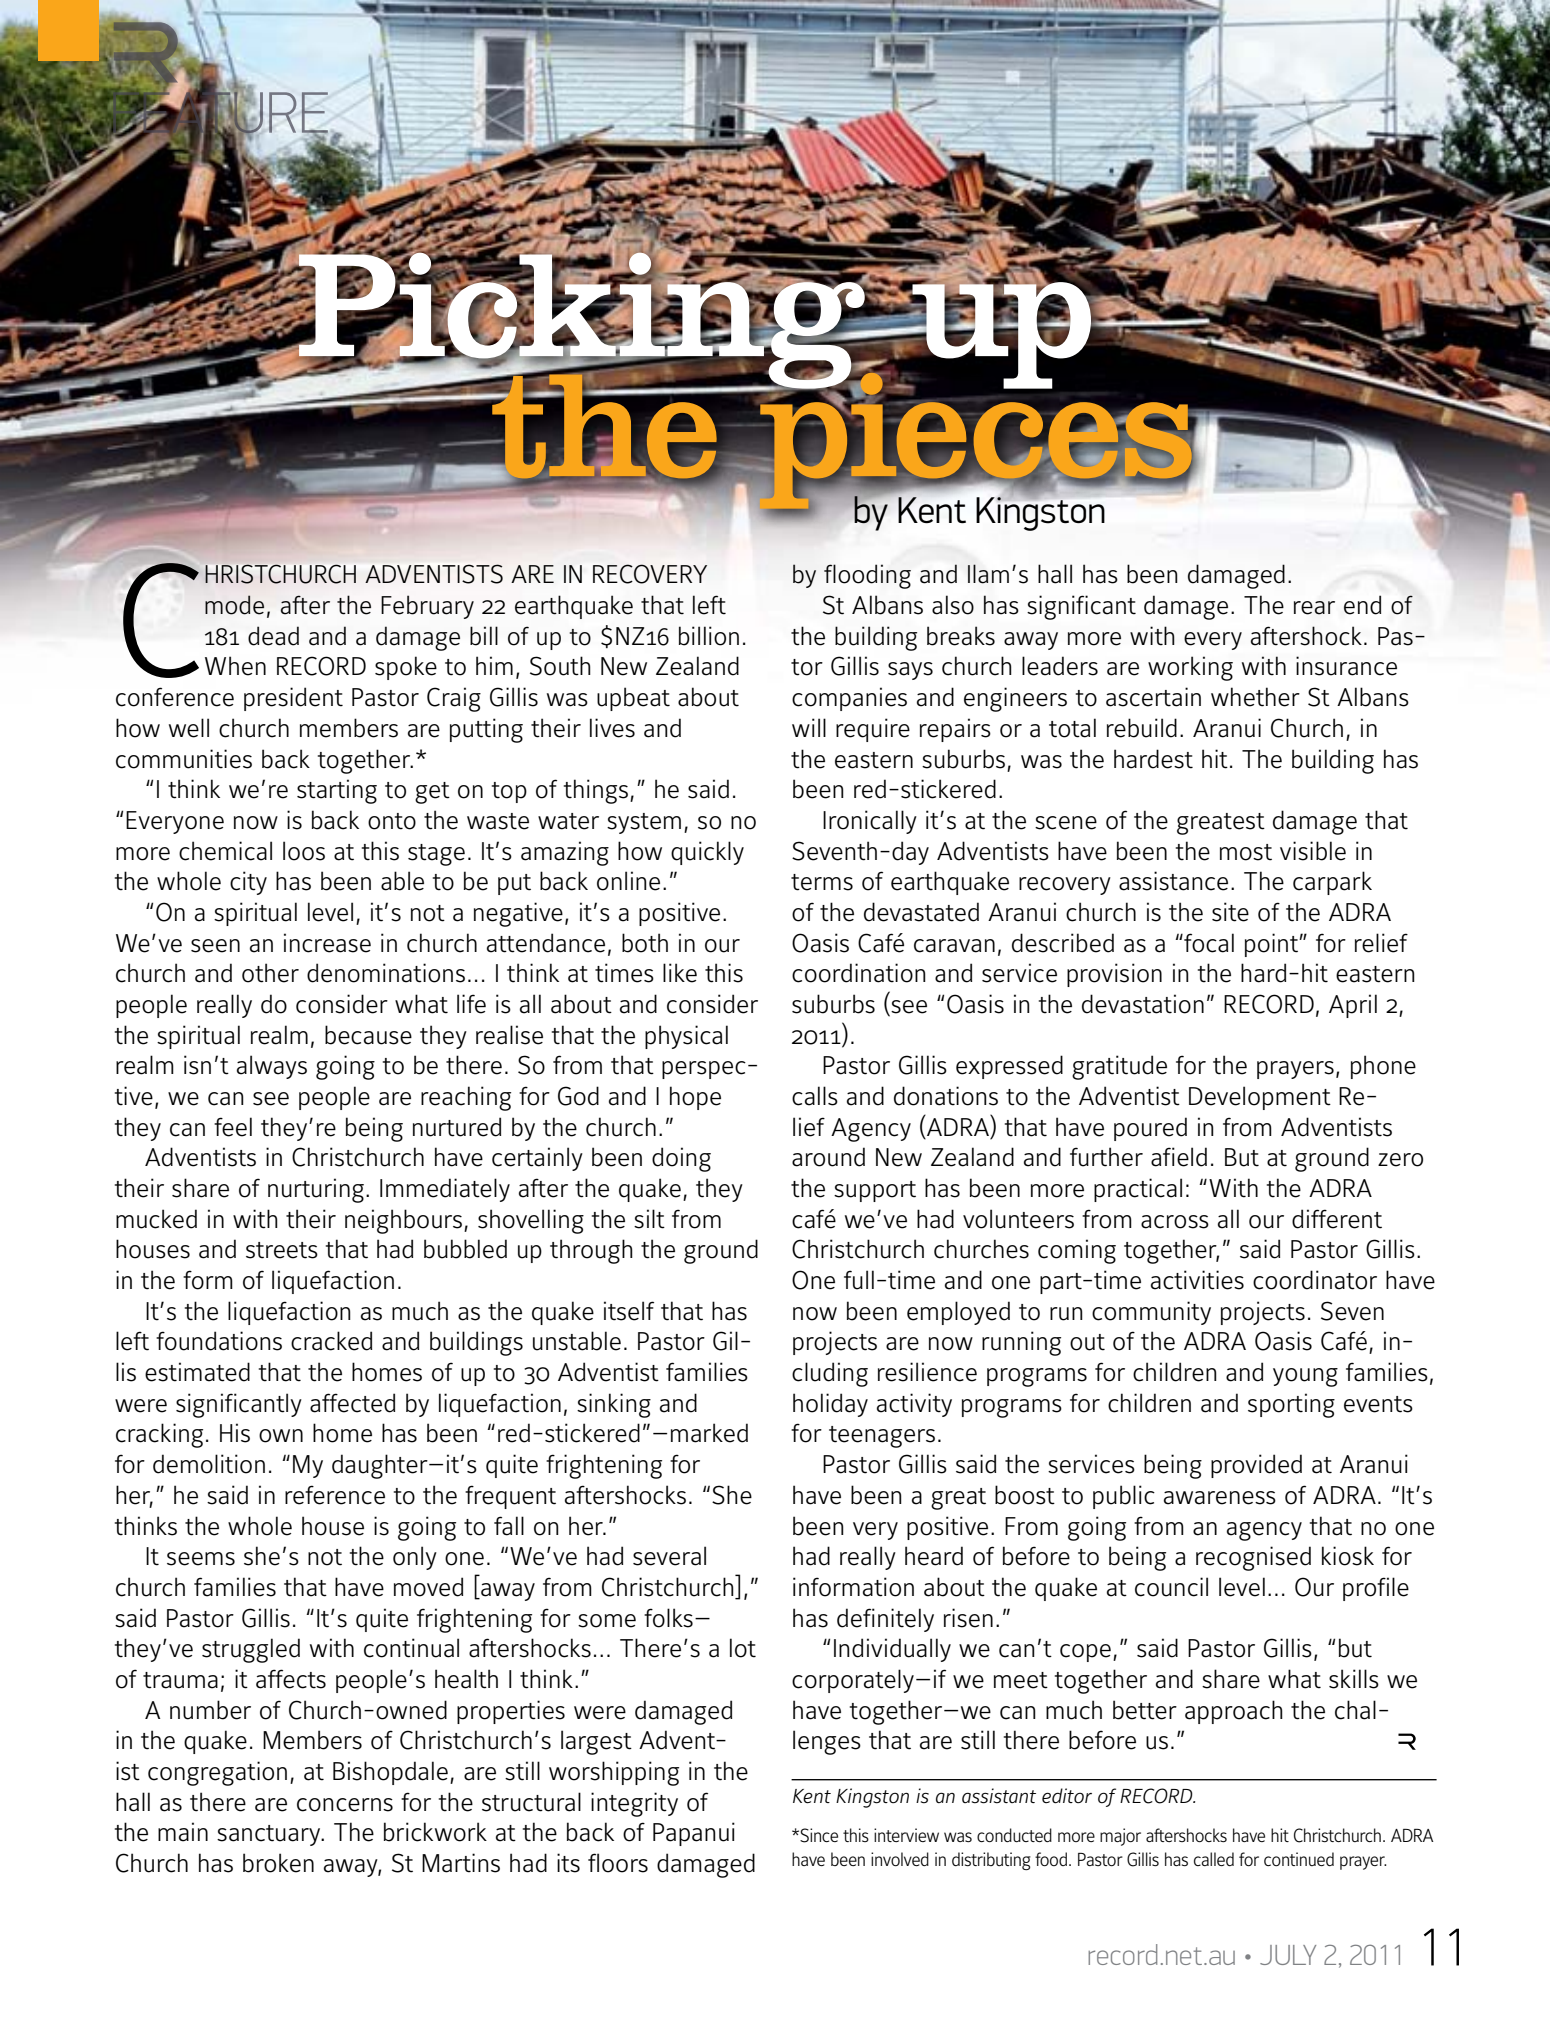 FEATURE
Picking up
the pieces
by Kent Kingston
CHRISTCHURCH ADVENTISTS ARE IN RECOVERY
mode, after the February 22 earthquake that left
181 dead and a damage bill of up to $NZ16 billion.
When RECORD spoke to him, South New Zealand
conference president Pastor Craig Gillis was upbeat about
how well church members are putting their lives and
communities back together.*
“I think we’re starting to get on top of things,” he said.
“Everyone now is back onto the waste water system, so no
more chemical loos at this stage. It’s amazing how quickly
the whole city has been able to be put back online.”
“On a spiritual level, it’s not a negative, it’s a positive.
We’ve seen an increase in church attendance, both in our
church and other denominations... I think at times like this
people really do consider what life is all about and consider
the spiritual realm, because they realise that the physical
realm isn’t always going to be there. So from that perspec-
tive, we can see people are reaching for God and I hope
they can feel they’re being nurtured by the church.”
Adventists in Christchurch have certainly been doing
their share of nurturing. Immediately after the quake, they
mucked in with their neighbours, shovelling the silt from
houses and streets that had bubbled up through the ground
in the form of liquefaction.
It’s the liquefaction as much as the quake itself that has
left foundations cracked and buildings unstable. Pastor Gil-
lis estimated that the homes of up to 30 Adventist families
were significantly affected by liquefaction, sinking and
cracking. His own home has been “red-stickered”—marked
for demolition. “My daughter—it’s quite frightening for
her,” he said in reference to the frequent aftershocks. “She
thinks the whole house is going to fall on her.”
It seems she’s not the only one. “We’ve had several
church families that have moved [away from Christchurch],”
said Pastor Gillis. “It’s quite frightening for some folks—
they’ve struggled with continual aftershocks... There’s a lot
of trauma; it affects people’s health I think.”
A number of Church-owned properties were damaged
in the quake. Members of Christchurch’s largest Advent-
ist congregation, at Bishopdale, are still worshipping in the
hall as there are concerns for the structural integrity of
the main sanctuary. The brickwork at the back of Papanui
Church has broken away, St Martins had its floors damaged
by flooding and Ilam’s hall has been damaged.
St Albans also has significant damage. The rear end of
the building breaks away more with every aftershock. Pas-
tor Gillis says church leaders are working with insurance
companies and engineers to ascertain whether St Albans
will require repairs or a total rebuild. Aranui Church, in
the eastern suburbs, was the hardest hit. The building has
been red-stickered.
Ironically it’s at the scene of the greatest damage that
Seventh-day Adventists have been the most visible in
terms of earthquake recovery assistance. The carpark
of the devastated Aranui church is the site of the ADRA
Oasis Café caravan, described as a “focal point” for relief
coordination and service provision in the hard-hit eastern
suburbs (see “Oasis in the devastation” RECORD, April 2,
2011).
Pastor Gillis expressed gratitude for the prayers, phone
calls and donations to the Adventist Development Re-
lief Agency (ADRA) that have poured in from Adventists
around New Zealand and further afield. But at ground zero
the support has been more practical: “With the ADRA
café we’ve had volunteers from across all our different
Christchurch churches coming together,” said Pastor Gillis.
One full-time and one part-time activities coordinator have
now been employed to run community projects. Seven
projects are now running out of the ADRA Oasis Café, in-
cluding resilience programs for children and young families,
holiday activity programs for children and sporting events
for teenagers.
Pastor Gillis said the services being provided at Aranui
have been a great boost to public awareness of ADRA. “It’s
been very positive. From going from an agency that no one
had really heard of before to being a recognised kiosk for
information about the quake at council level... Our profile
has definitely risen.”
“Individually we can’t cope,” said Pastor Gillis, “but
corporately—if we meet together and share what skills we
have together—we can much better approach the chal-
lenges that are still there before us.”
Kent Kingston is an assistant editor of RECORD.
*Since this interview was conducted more major aftershocks have hit Christchurch. ADRA
have been involved in distributing food. Pastor Gillis has called for continued prayer.
record.net.au • JULY 2, 2011 11